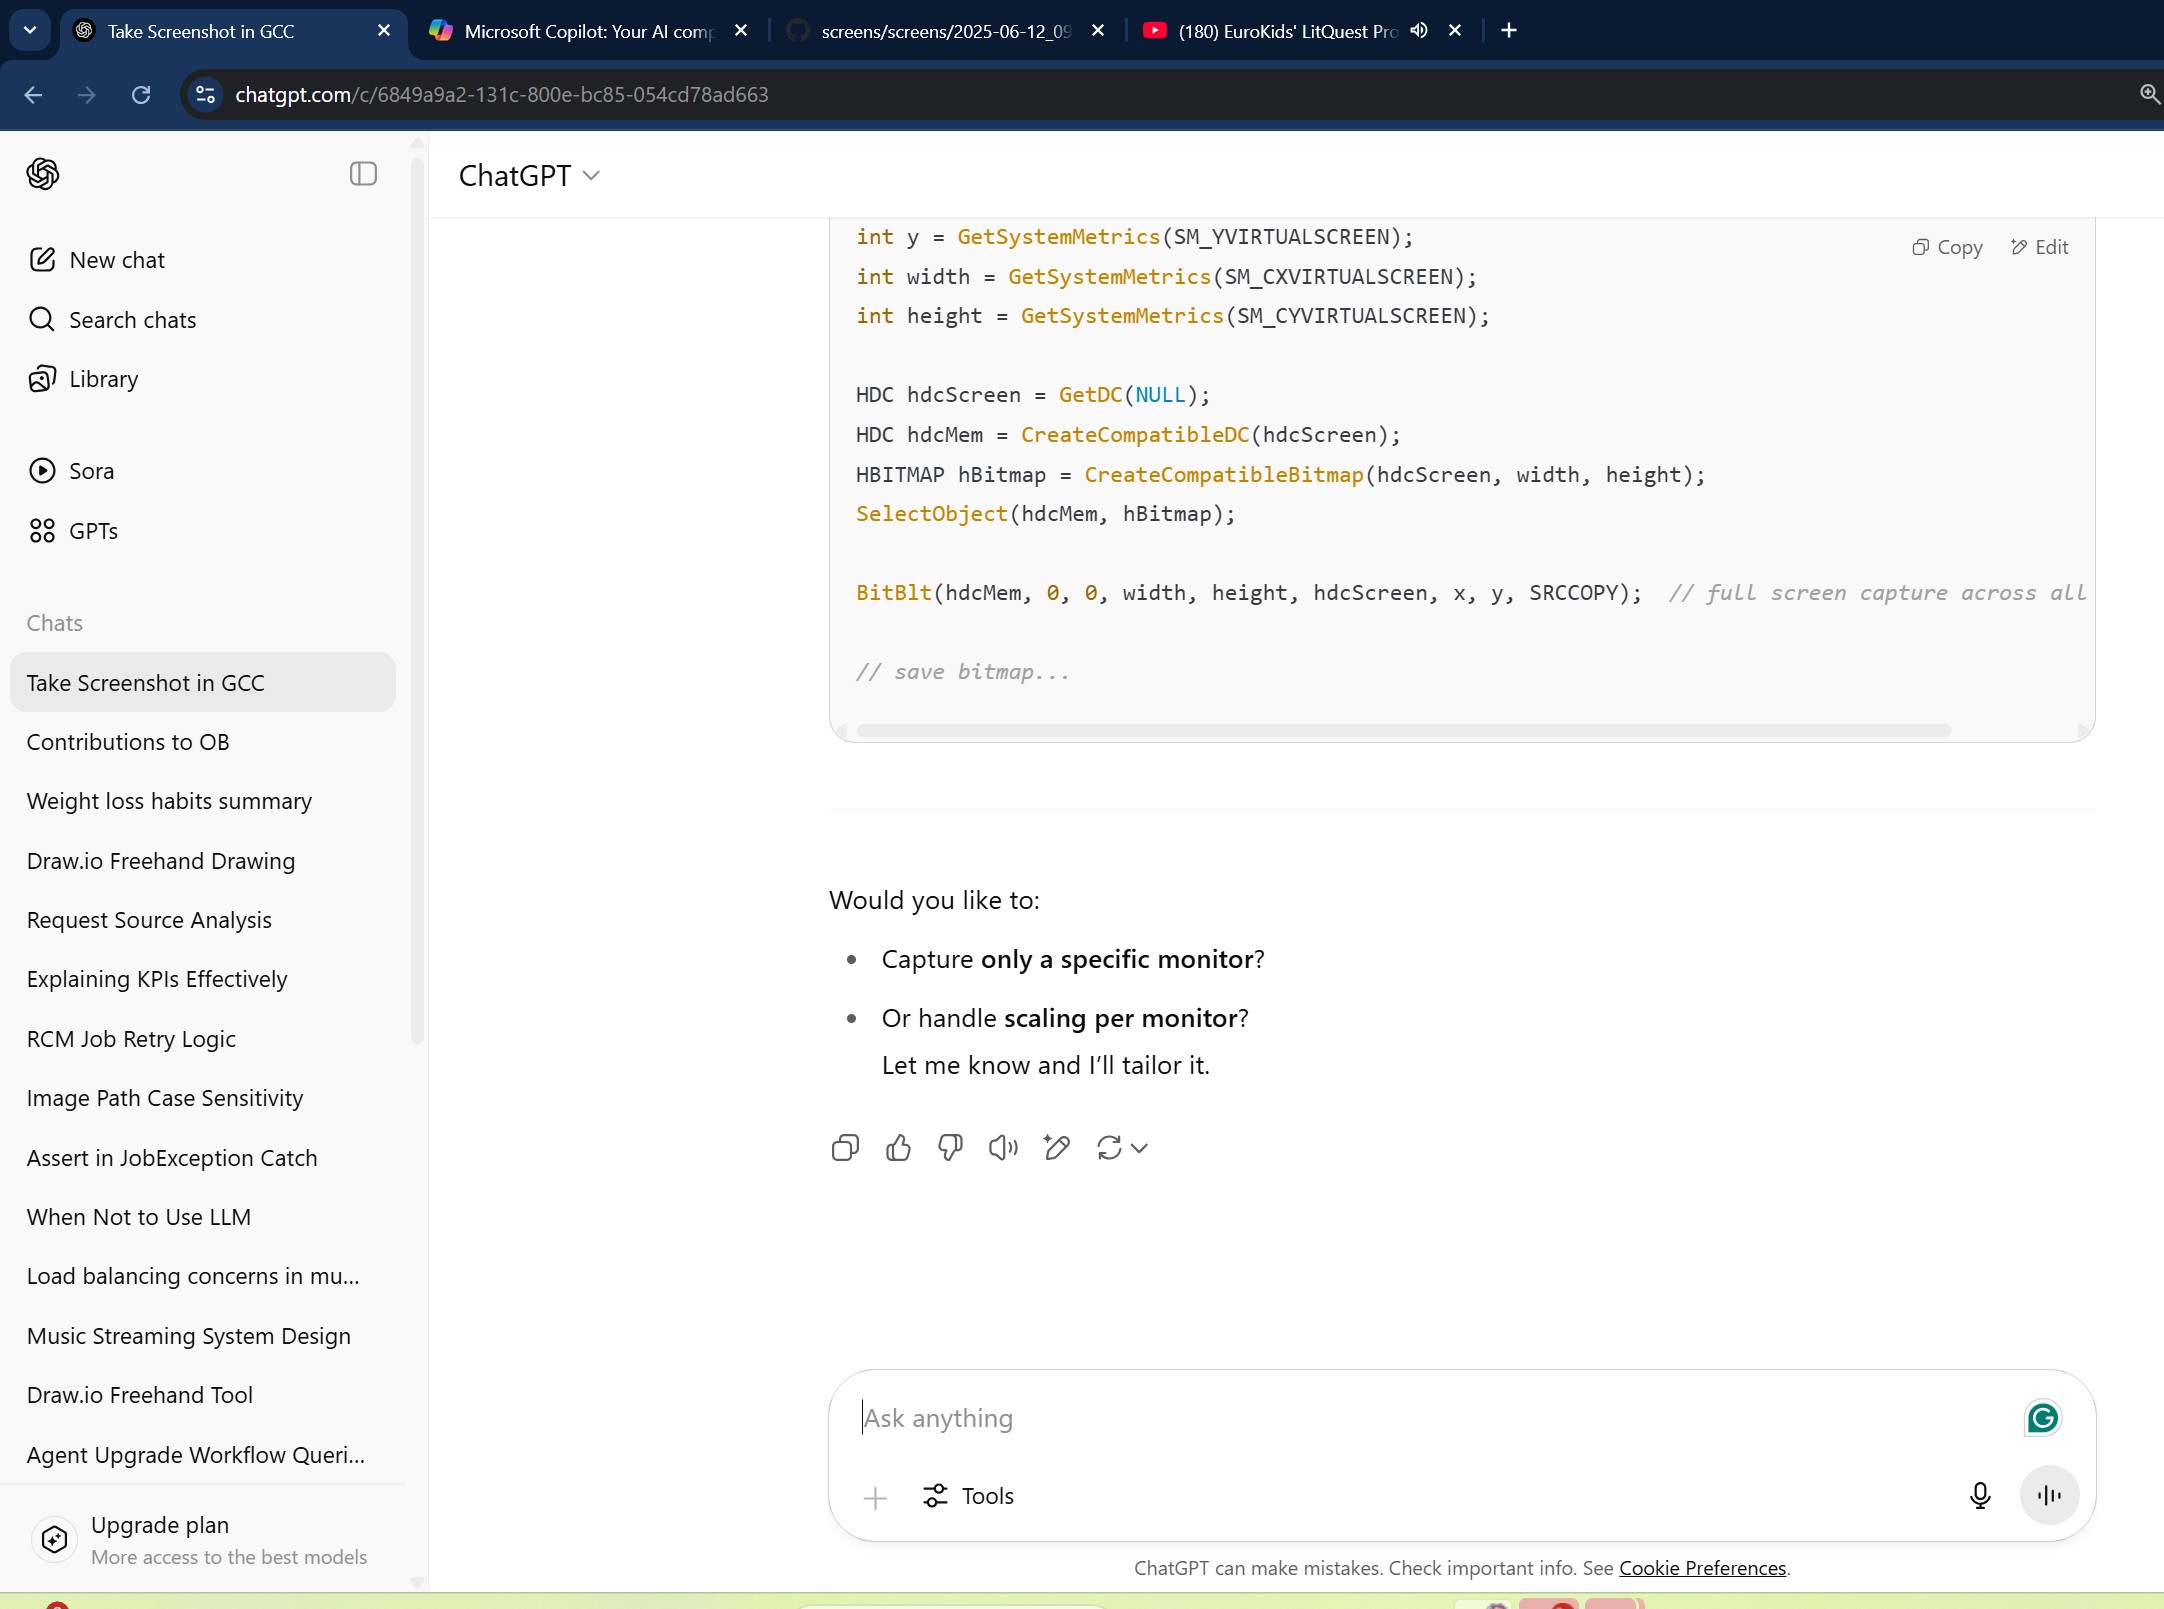 Take Screenshot in GCC
Microsoft Copilot: Your AI comp
screens/screens/2025-06-12_09
(180) EuroKids' LitQuest Pro
chatgpt.com/c/6849a9a2-131c-800e-bc85-054cd78ad663
ChatGPT
New chat
Search chats
Library
Sora
GPTs
Chats
Take Screenshot in GCC
Contributions to OB
Weight loss habits summary
Draw.io Freehand Drawing
Request Source Analysis
Explaining KPIs Effectively
RCM Job Retry Logic
Image Path Case Sensitivity
Assert in JobException Catch
When Not to Use LLM
Load balancing concerns in mu...
Music Streaming System Design
Draw.io Freehand Tool
Agent Upgrade Workflow Queri...
Upgrade plan
More access to the best models
Copy Edit
int y = GetSystemMetrics(SM_YVIRTUALSCREEN);
int width = GetSystemMetrics(SM_CXVIRTUALSCREEN);
int height = GetSystemMetrics(SM_CYVIRTUALSCREEN);
HDC hdcScreen = GetDC(NULL);
HDC hdcMem = CreateCompatibleDC(hdcScreen);
HBITMAP hBitmap = CreateCompatibleBitmap(hdcScreen, width, height);
SelectObject(hdcMem, hBitmap);
BitBlt(hdcMem, 0, 0, width, height, hdcScreen, x, y, SRCCOPY);  // full screen capture across all
// save bitmap...
Would you like to:
• Capture only a specific monitor?
• Or handle scaling per monitor?
Let me know and I’ll tailor it.
Ask anything
Tools
ChatGPT can make mistakes. Check important info. See Cookie Preferences.